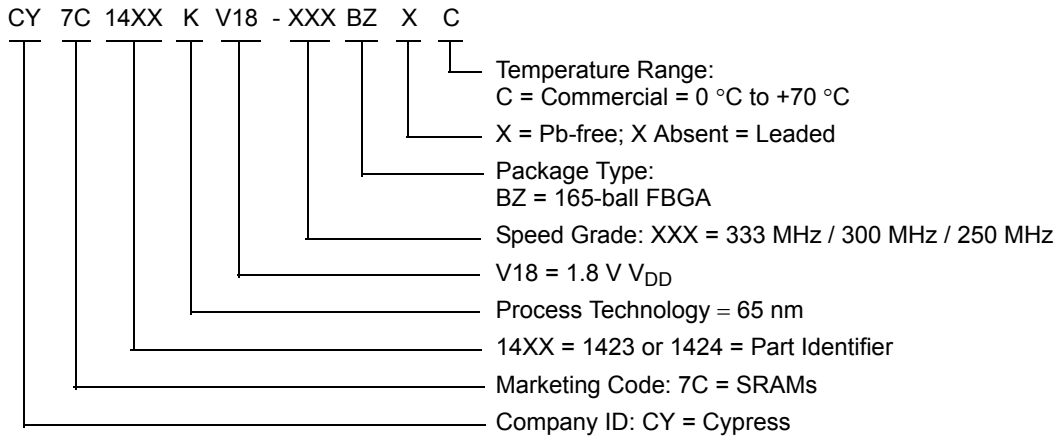 CY 7C 14XX K V18 - XXX BZ X C
Temperature Range:
C = Commercial = 0 °C to +70 °C
X = Pb-free; X Absent = Leaded
Package Type:
BZ = 165-ball FBGA
Speed Grade: XXX = 333 MHz / 300 MHz / 250 MHz
V18 = 1.8 V VDD
Process Technology = 65 nm
14XX = 1423 or 1424 = Part Identifier
Marketing Code: 7C = SRAMs
Company ID: CY = Cypress